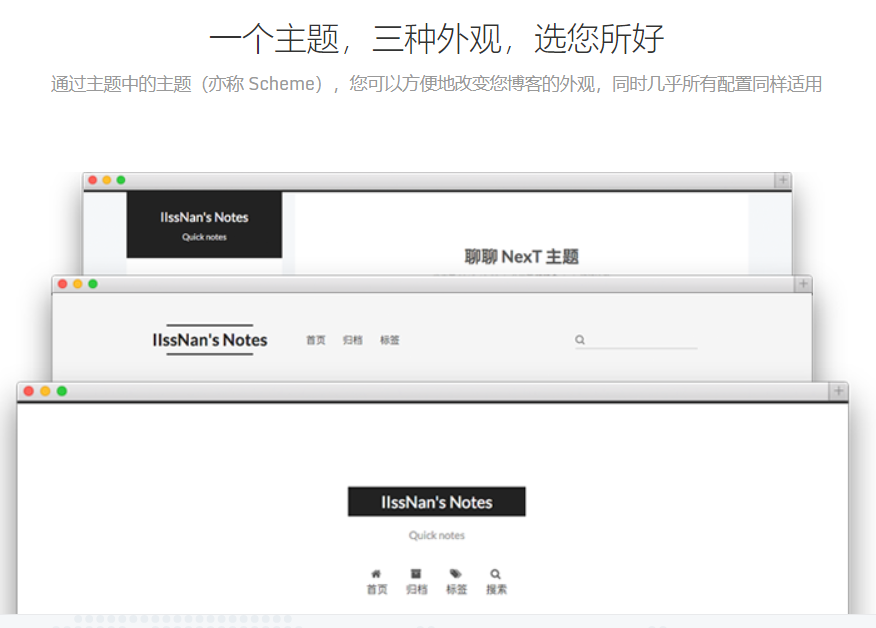 一个主题，三种外观，选您所好
通过主题中的主题（亦称 Scheme），您可以方便地改变您博客的外观，同时几乎所有配置同样适用
IIssNan's Notes
Quick notes
聊聊 NexT 主题
IIssNan's Notes 首页 归档 标签
IIssNan's Notes
Quick notes
首页 归档 标签 搜索